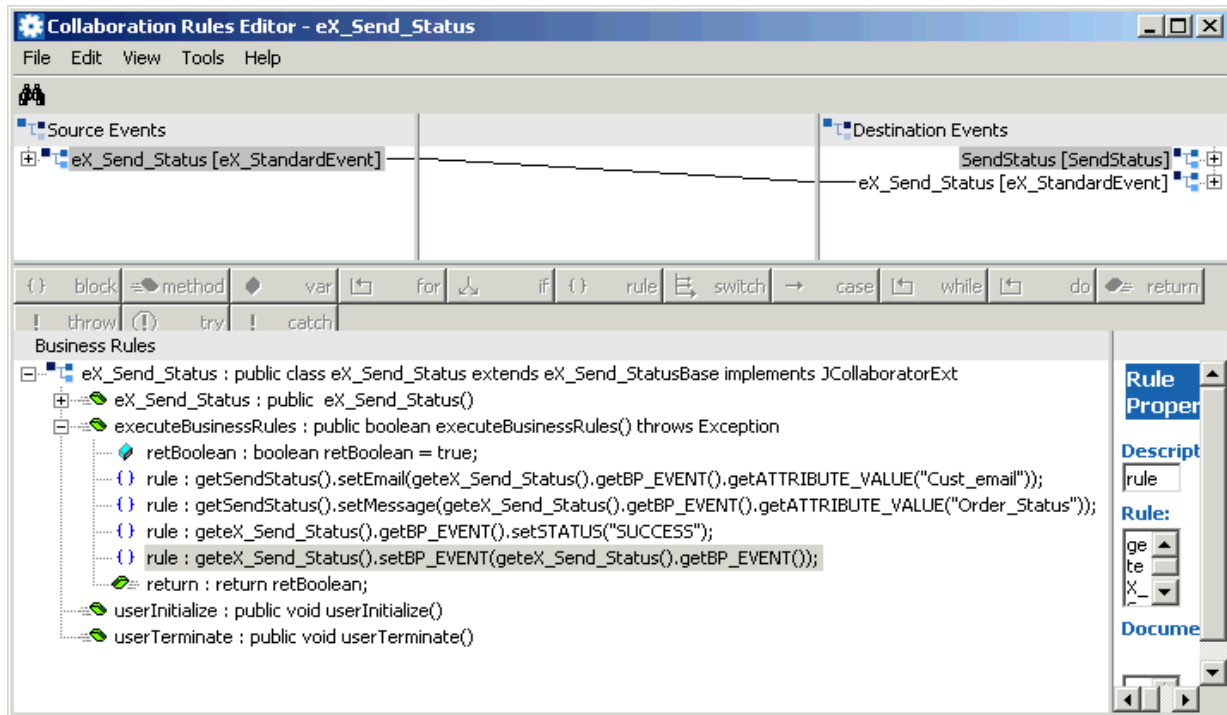 Collaboration Rules Editor - eX_Send_Status
File Edit View Tools Help
Source Events
Destination Events
eX_Send_Status [eX_StandardEvent]
SendStatus [SendStatus]
eX_Send_Status [eX_StandardEvent]
{} block method var for if {} rule switch case while do return
! throw (!) try ! catch
Business Rules
eX_Send_Status : public class eX_Send_Status extends eX_Send_StatusBase implements JCollaboratorExt
eX_Send_Status : public eX_Send_Status()
executeBusinessRules : public boolean executeBusinessRules() throws Exception
retBoolean : boolean retBoolean = true;
{} rule : getSendStatus().setEmail(geteX_Send_Status().getBP_EVENT().getATTRIBUTE_VALUE("Cust_email"));
{} rule : getSendStatus().setMessage(geteX_Send_Status().getBP_EVENT().getATTRIBUTE_VALUE("Order_Status"));
{} rule : geteX_Send_Status().getBP_EVENT().setSTATUS("SUCCESS");
{} rule : geteX_Send_Status().setBP_EVENT(geteX_Send_Status().getBP_EVENT());
return : return retBoolean;
userInitialize : public void userInitialize()
userTerminate : public void userTerminate()
Rule
Proper
Descript
rule
Rule:
ge
te
X_
Docume